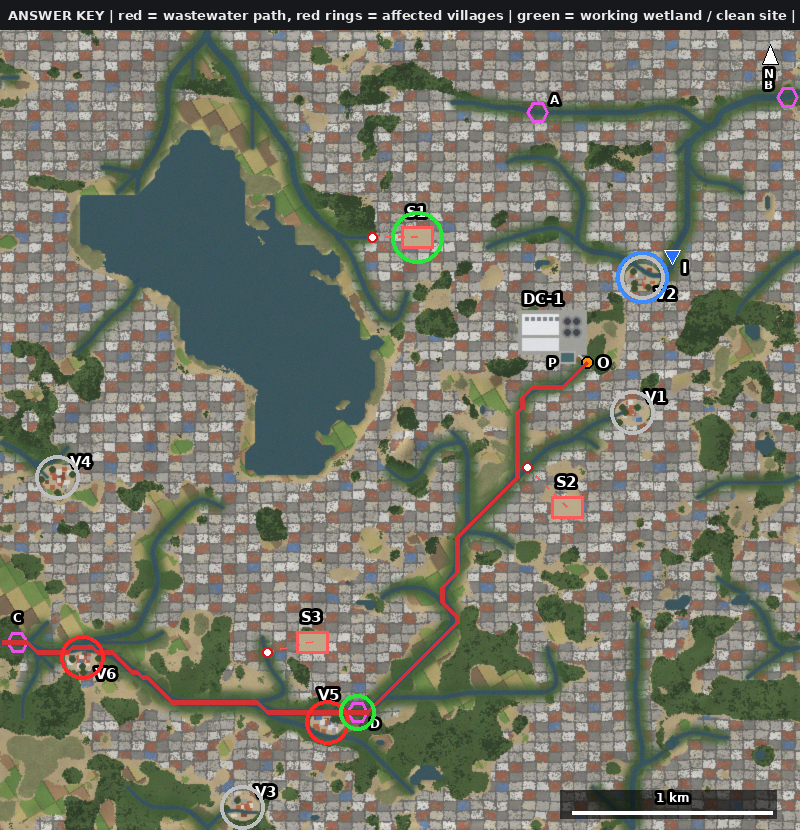 ANSWER KEY | red = wastewater path, red rings = affected villages | green = working wetland / clean site |
N
A
B
S1
I
V2
DC-1
P
O
V1
V4
S2
C
S3
V6
V5
D
V3
1 km